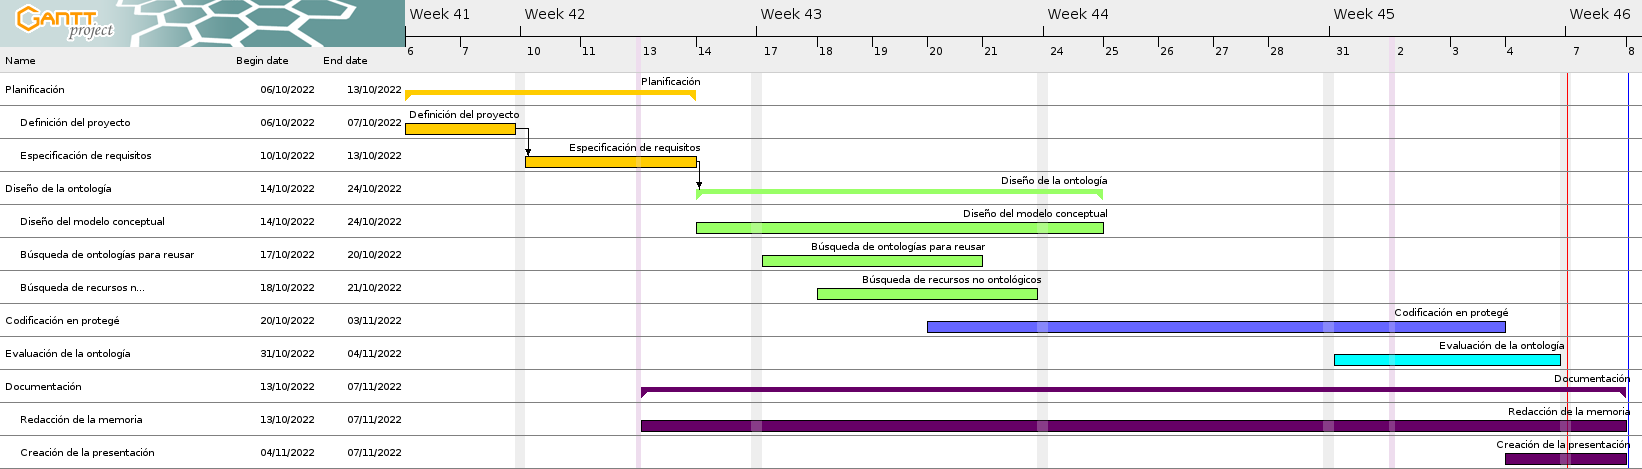 GANTT
project
Week 41 Week 42 Week 43 Week 44 Week 45 Week 46
6 7 10 11 13 14 17 18 19 20 21 24 25 26 27 28 31 2 3 4 7 8
Name Begin date End date
Planificación 06/10/2022 13/10/2022 Planificación
Definición del proyecto 06/10/2022 07/10/2022 Definición del proyecto
Especificación de requisitos 10/10/2022 13/10/2022 Especificación de requisitos
Diseño de la ontología 14/10/2022 24/10/2022 Diseño de la ontología
Diseño del modelo conceptual 14/10/2022 24/10/2022 Diseño del modelo conceptual
Búsqueda de ontologías para reusar 17/10/2022 20/10/2022 Búsqueda de ontologías para reusar
Búsqueda de recursos n... 18/10/2022 21/10/2022 Búsqueda de recursos no ontológicos
Codificación en protegé 20/10/2022 03/11/2022 Codificación en protegé
Evaluación de la ontología 31/10/2022 04/11/2022 Evaluación de la ontología
Documentación 13/10/2022 07/11/2022 Documentación
Redacción de la memoria 13/10/2022 07/11/2022 Redacción de la memoria
Creación de la presentación 04/11/2022 07/11/2022 Creación de la presentación